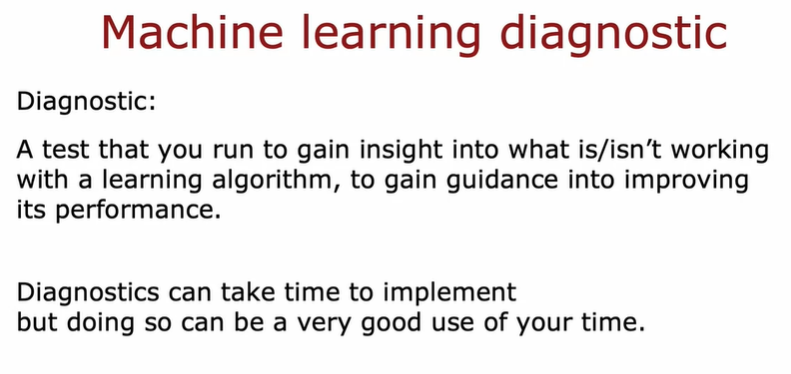 Machine learning diagnostic
Diagnostic:
A test that you run to gain insight into what is/isn’t working
with a learning algorithm, to gain guidance into improving
its performance.
Diagnostics can take time to implement
but doing so can be a very good use of your time.